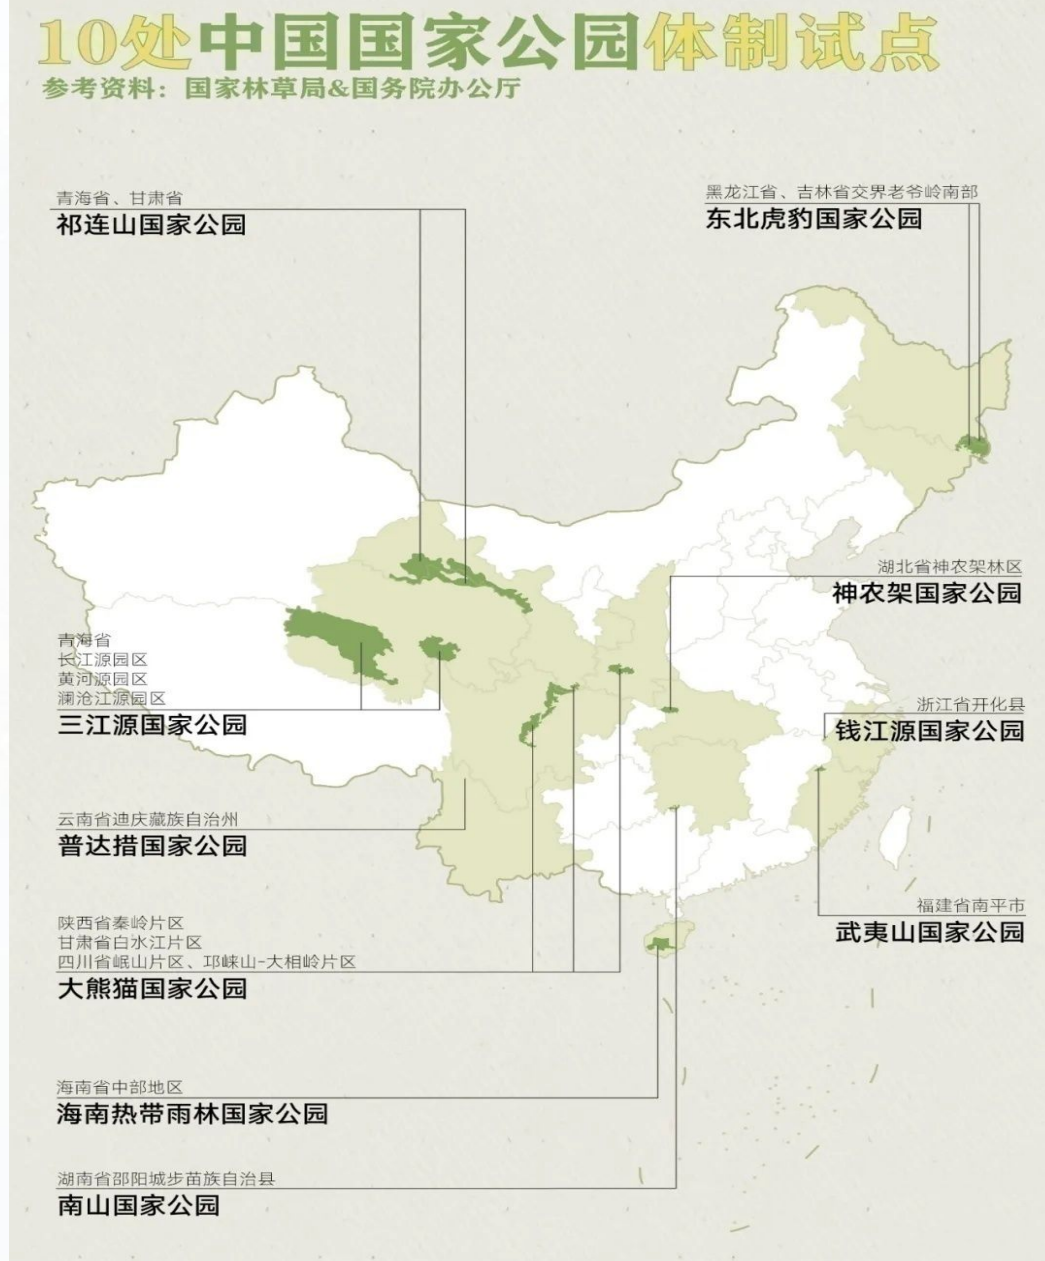 10处中国国家公园体制试点
参考资料：国家林草局&国务院办公厅
青海省、甘肃省
祁连山国家公园
黑龙江省、吉林省交界老爷岭南部
东北虎豹国家公园
湖北省神农架林区
神农架国家公园
青海省
长江源园区
黄河源园区
澜沧江源园区
三江源国家公园
浙江省开化县
钱江源国家公园
云南省迪庆藏族自治州
普达措国家公园
福建省南平市
武夷山国家公园
陕西省秦岭片区
甘肃省白水江片区
四川省岷山片区、邛崃山-大相岭片区
大熊猫国家公园
海南省中部地区
海南热带雨林国家公园
湖南省邵阳城步苗族自治县
南山国家公园